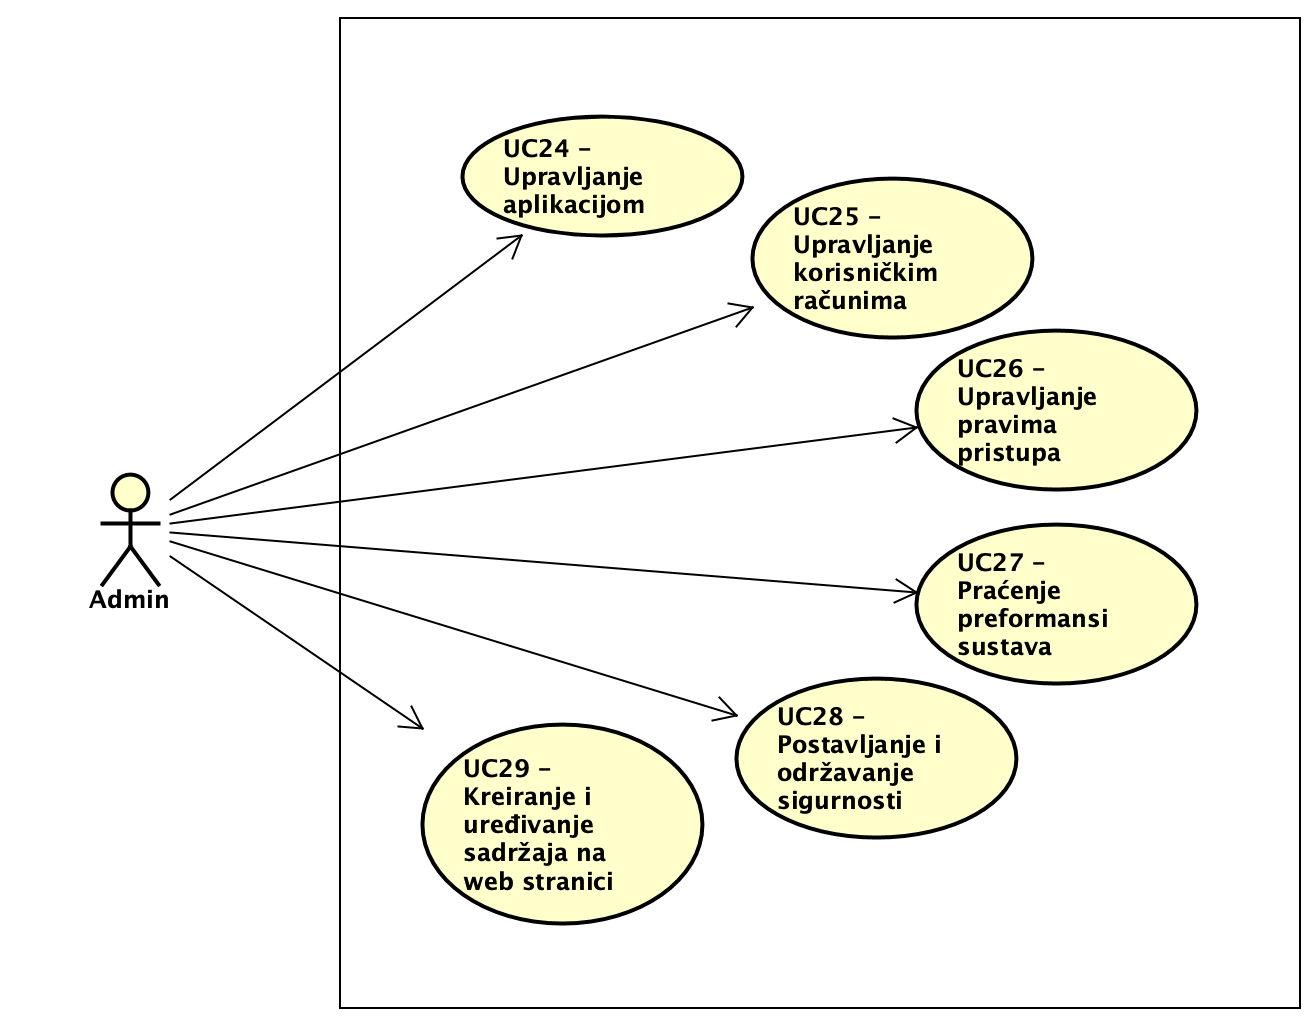 UC24 –
Upravljanje
aplikacijom
UC25 –
Upravljanje
korisničkim
računima
UC26 –
Upravljanje
pravima
pristupa
Admin
UC27 –
Praćenje
preformansi
sustava
UC28 –
Postavljanje i
održavanje
sigurnosti
UC29 –
Kreiranje i
uređivanje
sadržaja na
web stranici